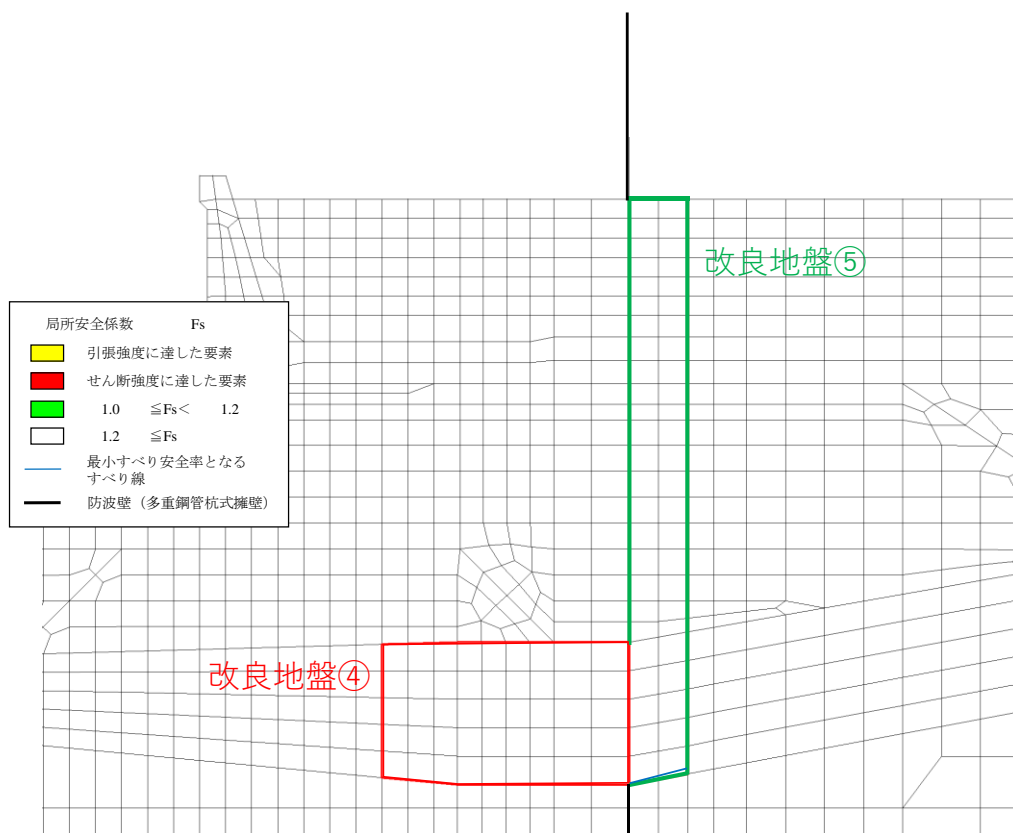 改良地盤⑤
局所安全係数 Fs
引張強度に達した要素
せん断強度に達した要素
1.0 ≦Fs< 1.2
1.2 ≦Fs
最小すべり安全率となる
すべり線
防波壁（多重鋼管杭式擁壁）
改良地盤④